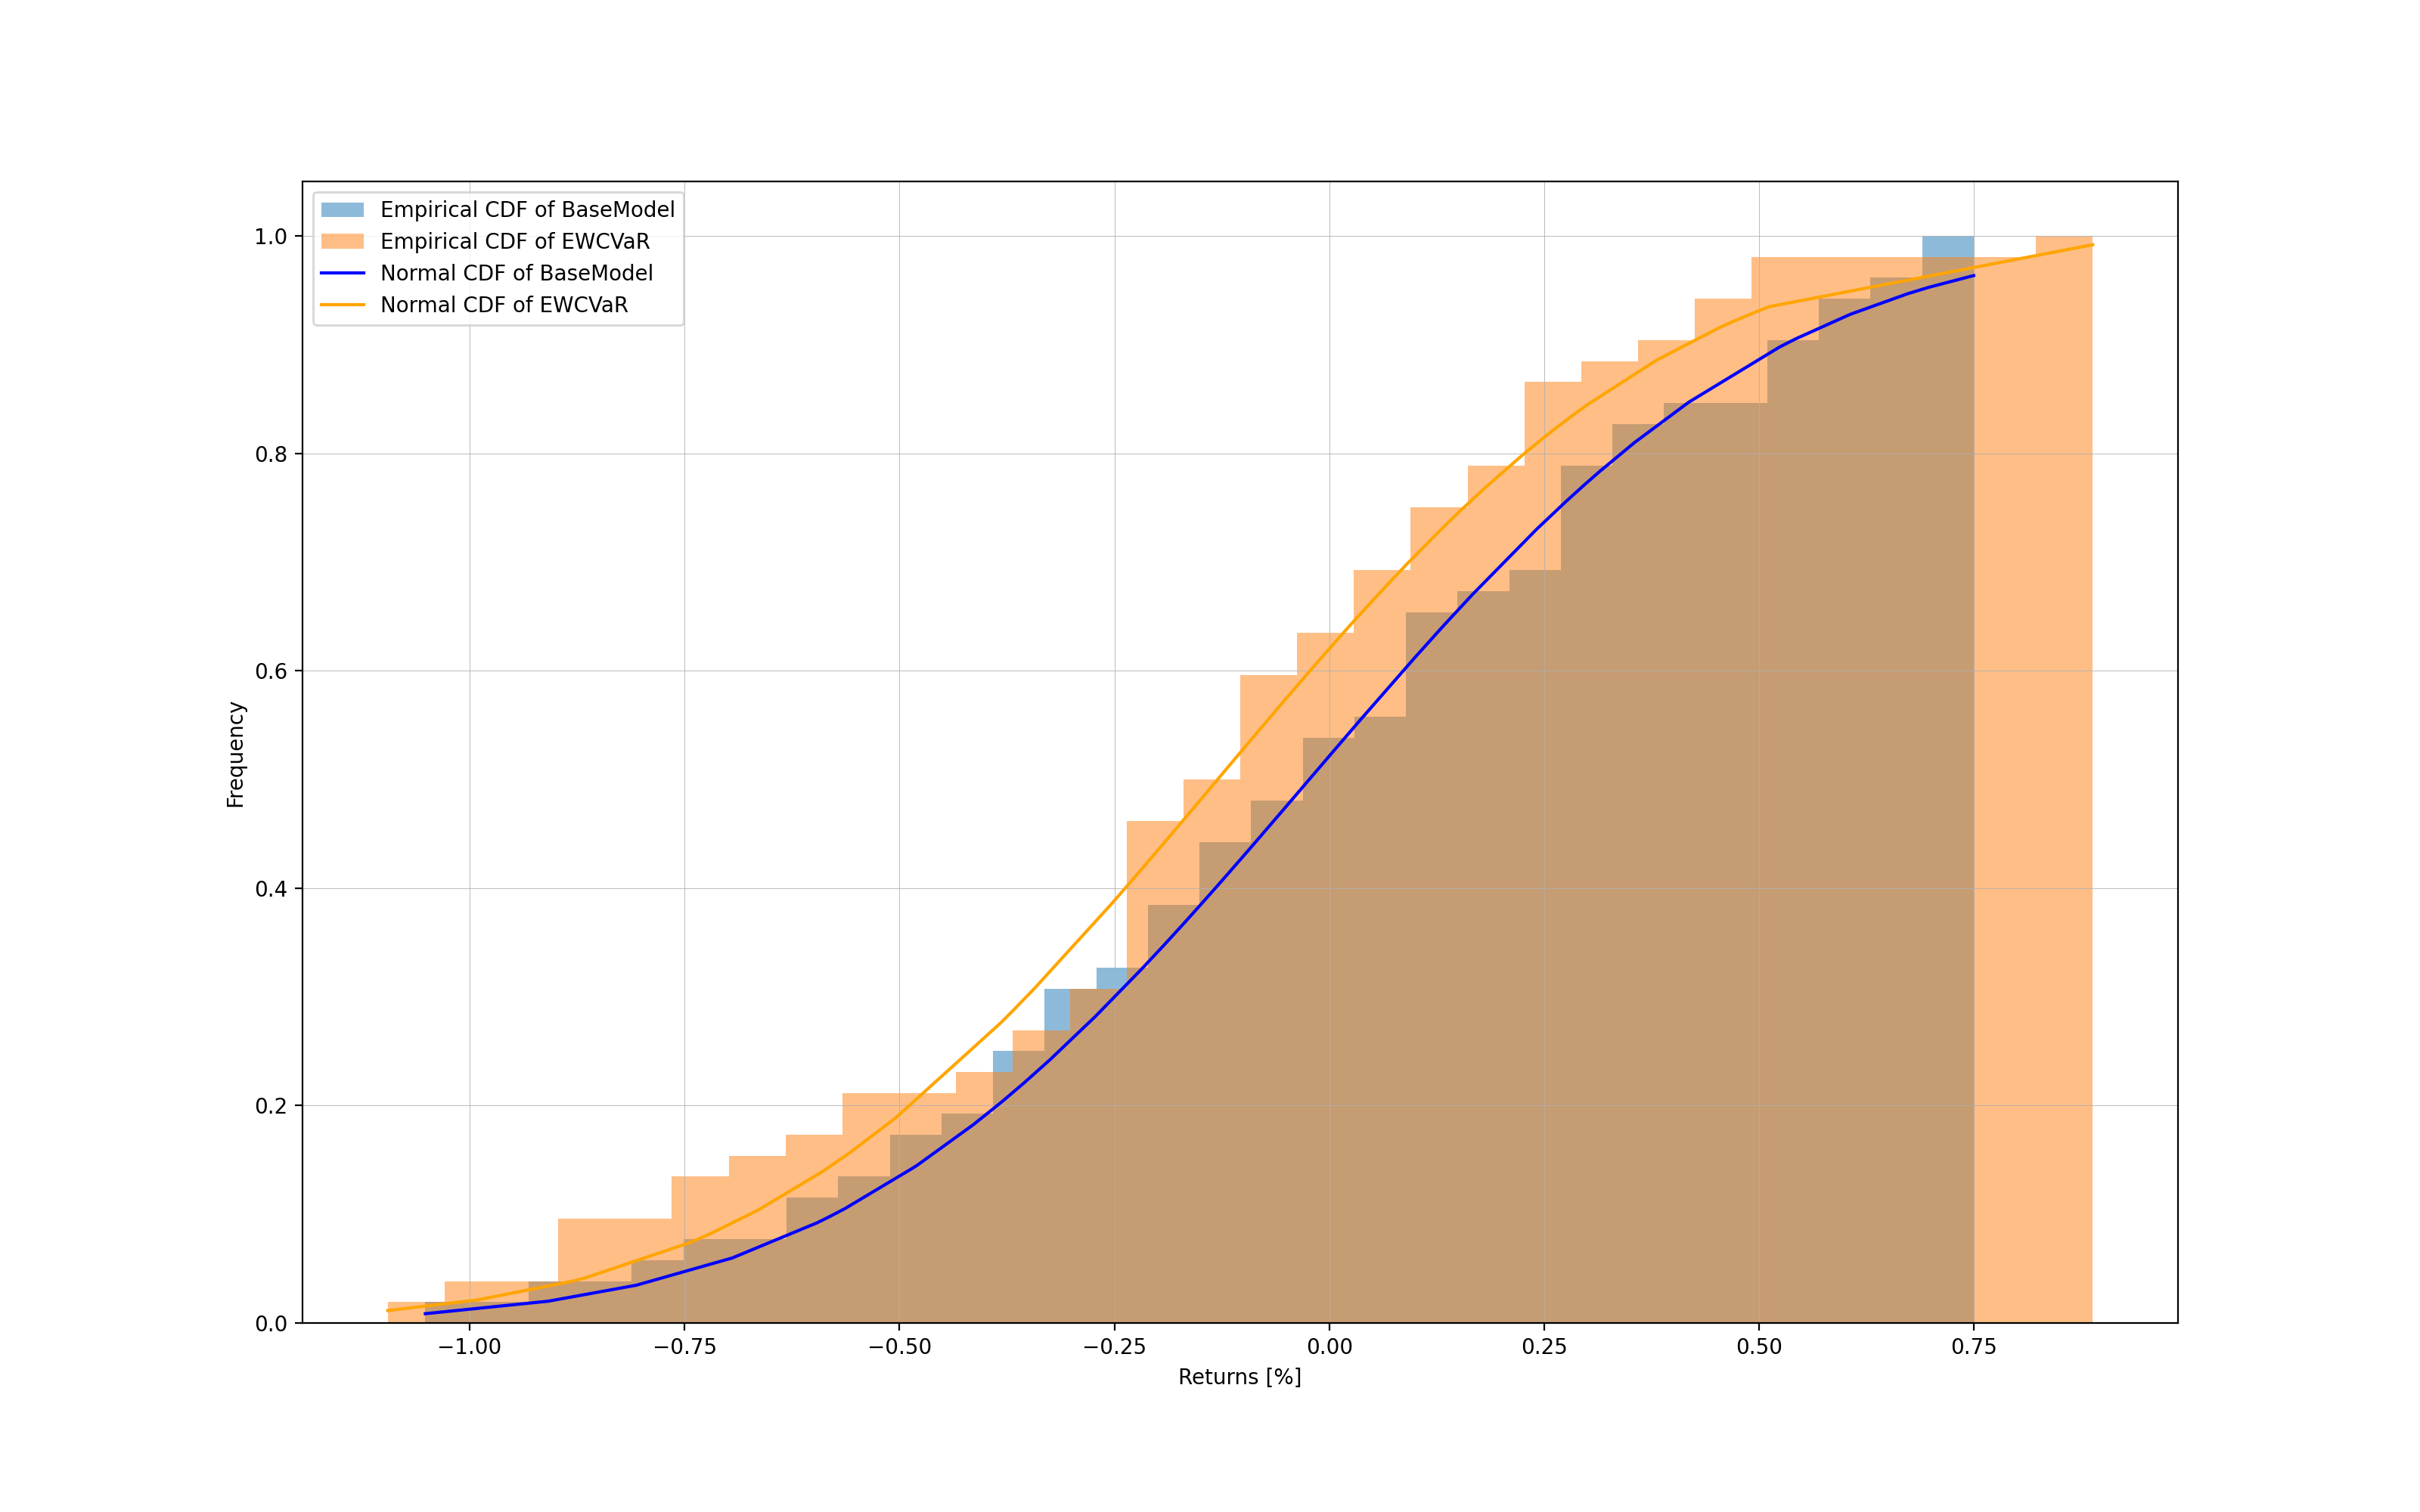 Empirical CDF of BaseModel
Empirical CDF of EWCVaR
Normal CDF of BaseModel
Normal CDF of EWCVaR
1.0
0.8
0.6
0.4
0.2
0.0
Frequency
−1.00 −0.75 −0.50 −0.25 0.00 0.25 0.50 0.75
Returns [%]